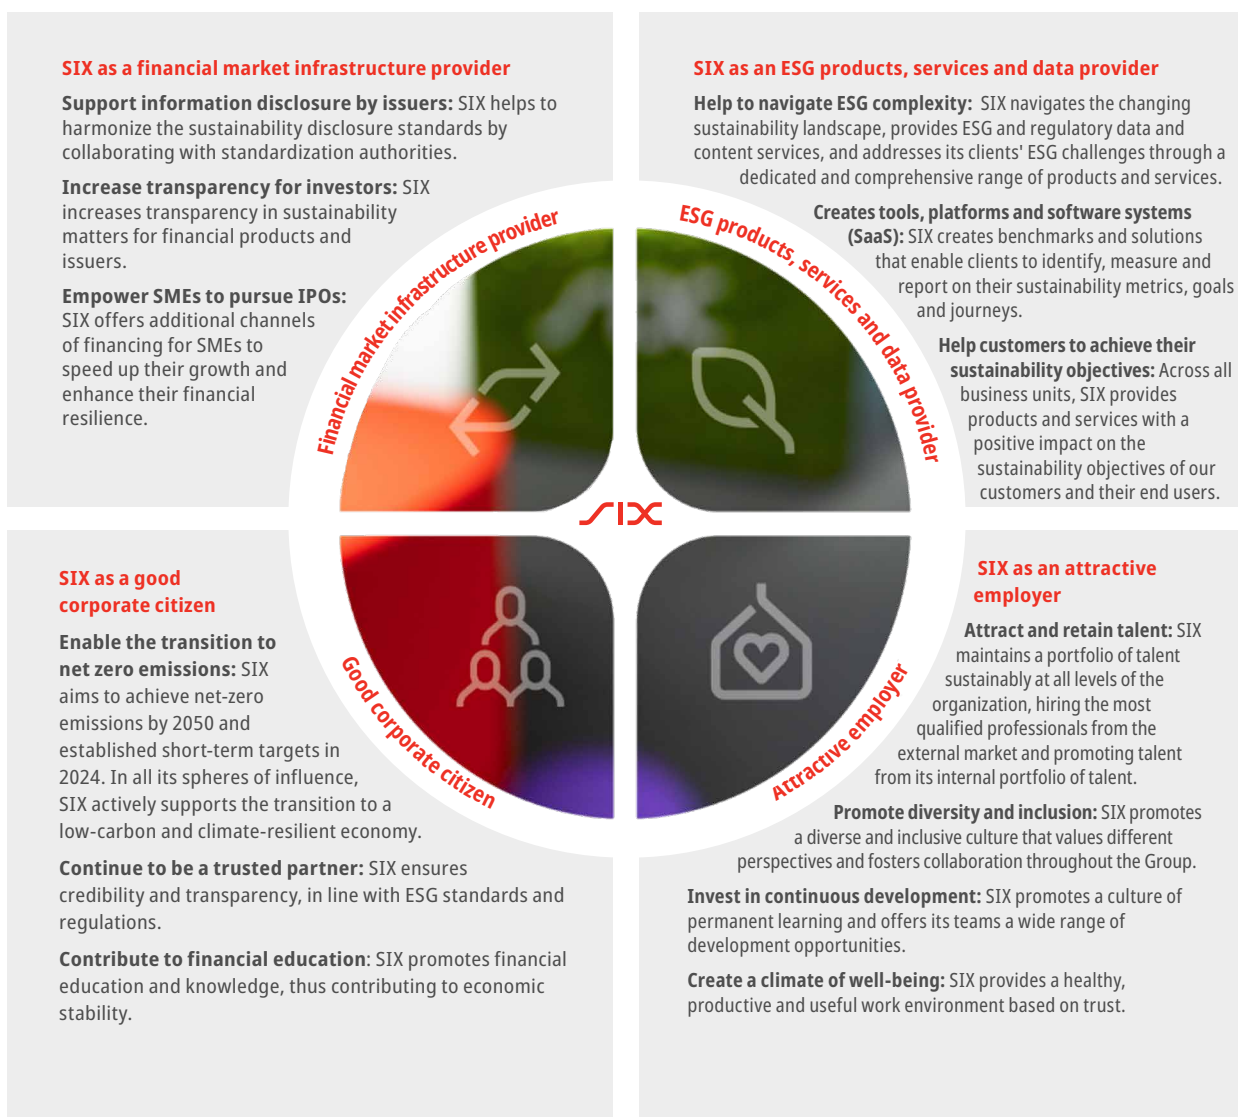 SIX as a financial market infrastructure provider
Support information disclosure by issuers: SIX helps to
harmonize the sustainability disclosure standards by
collaborating with standardization authorities.
Increase transparency for investors: SIX
increases transparency in sustainability
matters for financial products and
issuers.
Empower SMEs to pursue IPOs:
SIX offers additional channels
of financing for SMEs to
speed up their growth and
enhance their financial
resilience.
SIX as an ESG products, services and data provider
Help to navigate ESG complexity: SIX navigates the changing
sustainability landscape, provides ESG and regulatory data and
content services, and addresses its clients' ESG challenges through a
dedicated and comprehensive range of products and services.
Creates tools, platforms and software systems
(SaaS): SIX creates benchmarks and solutions
that enable clients to identify, measure and
report on their sustainability metrics, goals
and journeys.
Help customers to achieve their
sustainability objectives: Across all
business units, SIX provides
products and services with a
positive impact on the
sustainability objectives of our
customers and their end users.
Financial market infrastructure provider
ESG products, services and data provider
SIX
Good corporate citizen
Attractive employer
SIX as a good
corporate citizen
Enable the transition to
net zero emissions: SIX
aims to achieve net-zero
emissions by 2050 and
established short-term targets in
2024. In all its spheres of influence,
SIX actively supports the transition to a
low-carbon and climate-resilient economy.
Continue to be a trusted partner: SIX ensures
credibility and transparency, in line with ESG standards and
regulations.
Contribute to financial education: SIX promotes financial
education and knowledge, thus contributing to economic
stability.
SIX as an attractive
employer
Attract and retain talent: SIX
maintains a portfolio of talent
sustainably at all levels of the
organization, hiring the most
qualified professionals from the
external market and promoting talent
from its internal portfolio of talent.
Promote diversity and inclusion: SIX promotes
a diverse and inclusive culture that values different
perspectives and fosters collaboration throughout the Group.
Invest in continuous development: SIX promotes a culture of
permanent learning and offers its teams a wide range of
development opportunities.
Create a climate of well-being: SIX provides a healthy,
productive and useful work environment based on trust.